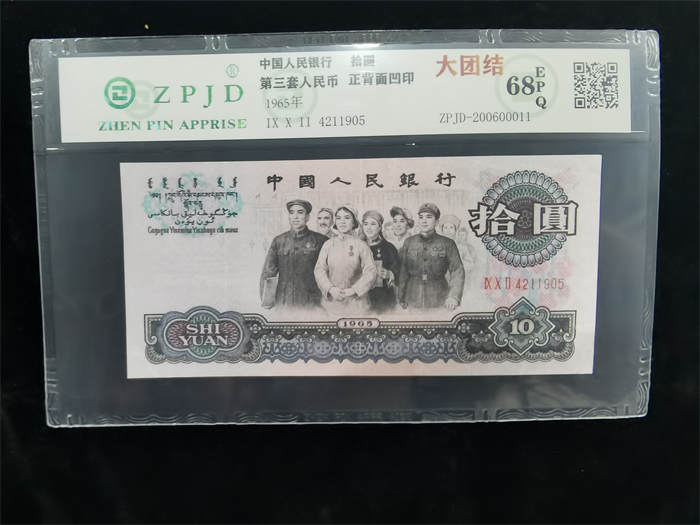 ZPJD ®
ZHEN PIN APPRISE
中国人民银行 拾圆
第三套人民币 正背面凹印
1965年
IX X II 4211905
大团结
68 EPQ
ZPJD-200600011
中國人民銀行
拾圓
IX X II 4211905
1965
SHI
YUAN
10